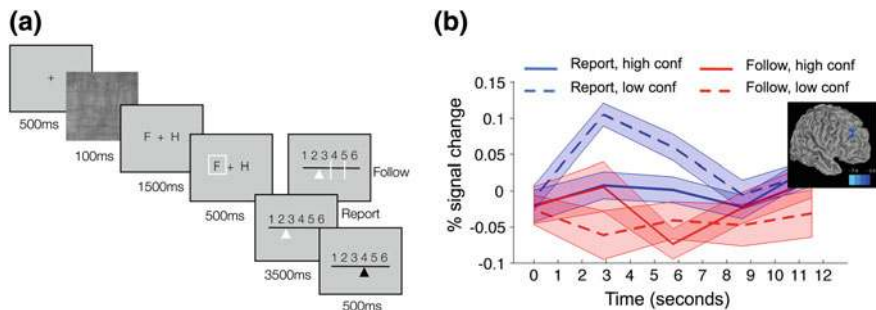 (a)
+
500ms
100ms
F + H
1500ms
F + H
500ms
1 2 3 4 5 6
Follow
1 2 3 4 5 6
Report
3500ms
1 2 3 4 5 6
500ms
(b)
Report, high conf
Follow, high conf
Report, low conf
Follow, low conf
% signal change
0.15
0.1
0.05
0
-0.05
-0.1
0 1 2 3 4 5 6 7 8 9 10 11 12
Time (seconds)